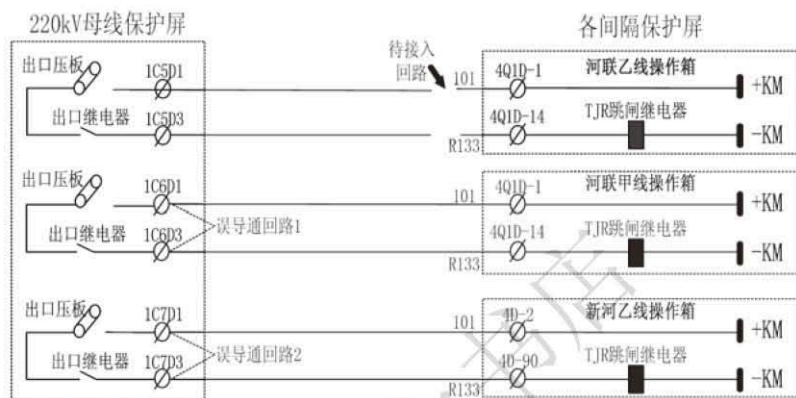 220kV母线保护屏
各间隔保护屏
待接入
回路
出口压板
1C5D1
101
4Q1D-1
河联乙线操作箱
+KM
出口继电器
1C5D3
R133
4Q1D-14
TJR跳闸继电器
-KM
出口压板
1C6D1
101
4Q1D-1
河联甲线操作箱
+KM
误导通回路1
出口继电器
1C6D3
R133
4Q1D-14
TJR跳闸继电器
-KM
出口压板
1C7D1
101
4D-2
新河乙线操作箱
+KM
误导通回路2
出口继电器
1C7D3
R133
4D-90
TJR跳闸继电器
-KM
书店